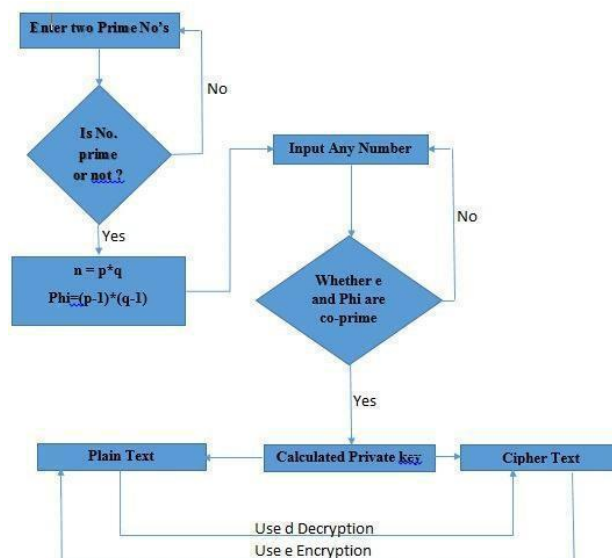 Enter two Prime No's
No
Is No.
prime
or not ?
Yes
n = p*q
Phi=(p-1)*(q-1)
Input Any Number
No
Whether e
and Phi are
co-prime
Yes
Plain Text
Calculated Private key
Cipher Text
Use d Decryption
Use e Encryption